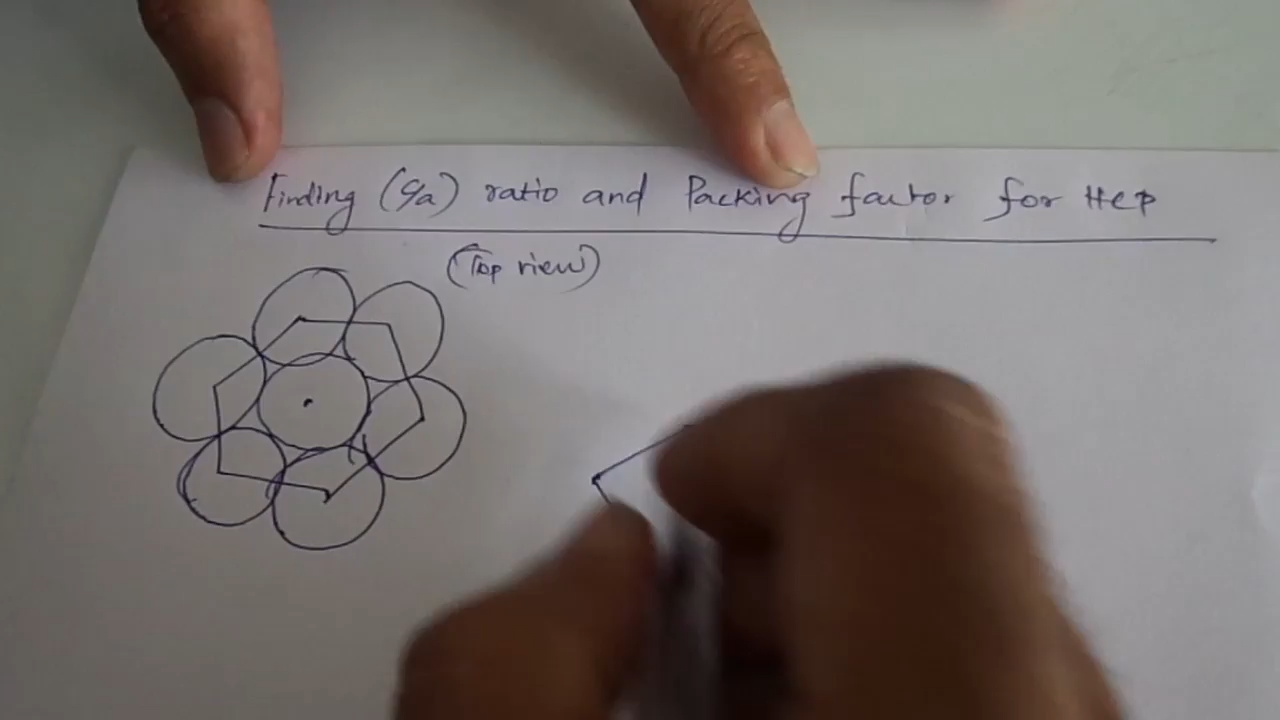 Finding (c/a) ratio and Packing factor for Hcp
(Top view)